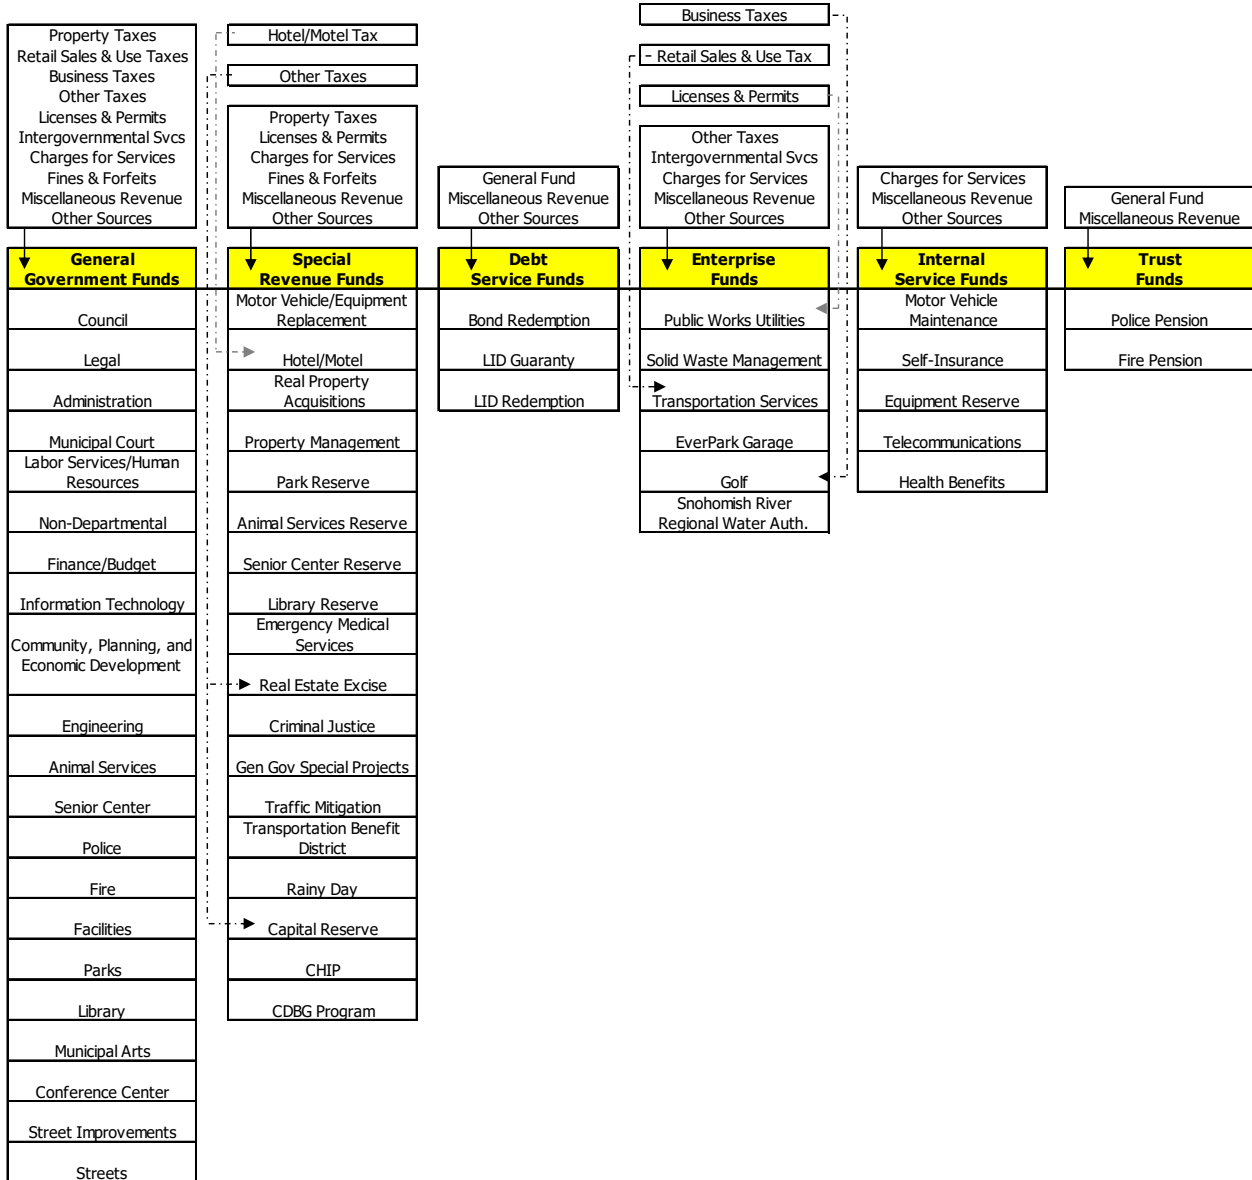 Property Taxes
Retail Sales & Use Taxes
Business Taxes
Other Taxes
Licenses & Permits
Intergovernmental Svcs
Charges for Services
Fines & Forfeits
Miscellaneous Revenue
Other Sources
General
Government Funds
Council
Legal
Administration
Municipal Court
Labor Services/Human
Resources
Non-Departmental
Finance/Budget
Information Technology
Community, Planning, and
Economic Development
Engineering
Animal Services
Senior Center
Police
Fire
Facilities
Parks
Library
Municipal Arts
Conference Center
Street Improvements
Streets
Hotel/Motel Tax
Other Taxes
Property Taxes
Licenses & Permits
Charges for Services
Fines & Forfeits
Miscellaneous Revenue
Other Sources
Special
Revenue Funds
Motor Vehicle/Equipment
Replacement
Hotel/Motel
Real Property
Acquisitions
Property Management
Park Reserve
Animal Services Reserve
Senior Center Reserve
Library Reserve
Emergency Medical
Services
Real Estate Excise
Criminal Justice
Gen Gov Special Projects
Traffic Mitigation
Transportation Benefit
District
Rainy Day
Capital Reserve
CHIP
CDBG Program
General Fund
Miscellaneous Revenue
Other Sources
Debt
Service Funds
Bond Redemption
LID Guaranty
LID Redemption
Business Taxes
Retail Sales & Use Tax
Licenses & Permits
Other Taxes
Intergovernmental Svcs
Charges for Services
Miscellaneous Revenue
Other Sources
Enterprise
Funds
Public Works Utilities
Solid Waste Management
Transportation Services
EverPark Garage
Golf
Snohomish River
Regional Water Auth.
Charges for Services
Miscellaneous Revenue
Other Sources
Internal
Service Funds
Motor Vehicle
Maintenance
Self-Insurance
Equipment Reserve
Telecommunications
Health Benefits
General Fund
Miscellaneous Revenue
Trust
Funds
Police Pension
Fire Pension